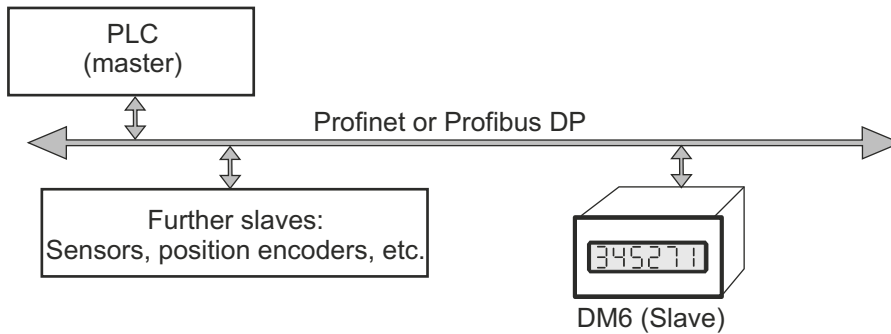 PLC
(master)
Profinet or Profibus DP
Further slaves:
Sensors, position encoders, etc.
345271
DM6 (Slave)